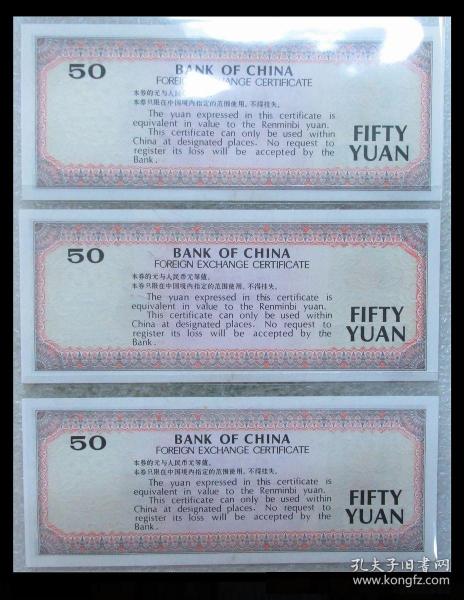 50
BANK OF CHINA
FOREIGN EXCHANGE CERTIFICATE
本券的元与人民
本券只限在中国境内指定的范围使用，不得挂失。
The yuan expressed in this certificate is
equivalent in value to the Renminbi yuan.
This certificate can only be used within
China at designated places. No request to
register its loss will be accepted by the
Bank.
FIFTY
YUAN
50
BANK OF CHINA
FOREIGN EXCHANGE CERTIFICATE
本券的元与人民币元等值。
本券只限在中国境内指定的范围使用，不得挂失。
The yuan expressed in this certificate is
equivalent in value to the Renminbi yuan.
This certificate can only be used within
China at designated places. No request to
register its loss will be accepted by the
Bank.
FIFTY
YUAN
50
BANK OF CHINA
FOREIGN EXCHANGE CERTIFICATE
本券的元与人民币元等值。
本券只限在中国境内指定的范围使用，不得挂失。
The yuan expressed in this certificate is
equivalent in value to the Renminbi yuan.
This certificate can only be used within
China at designated places. No request to
register its loss will be accepted by the
Bank.
FIFTY
YUAN
孔夫子旧书网
www.kongfz.com